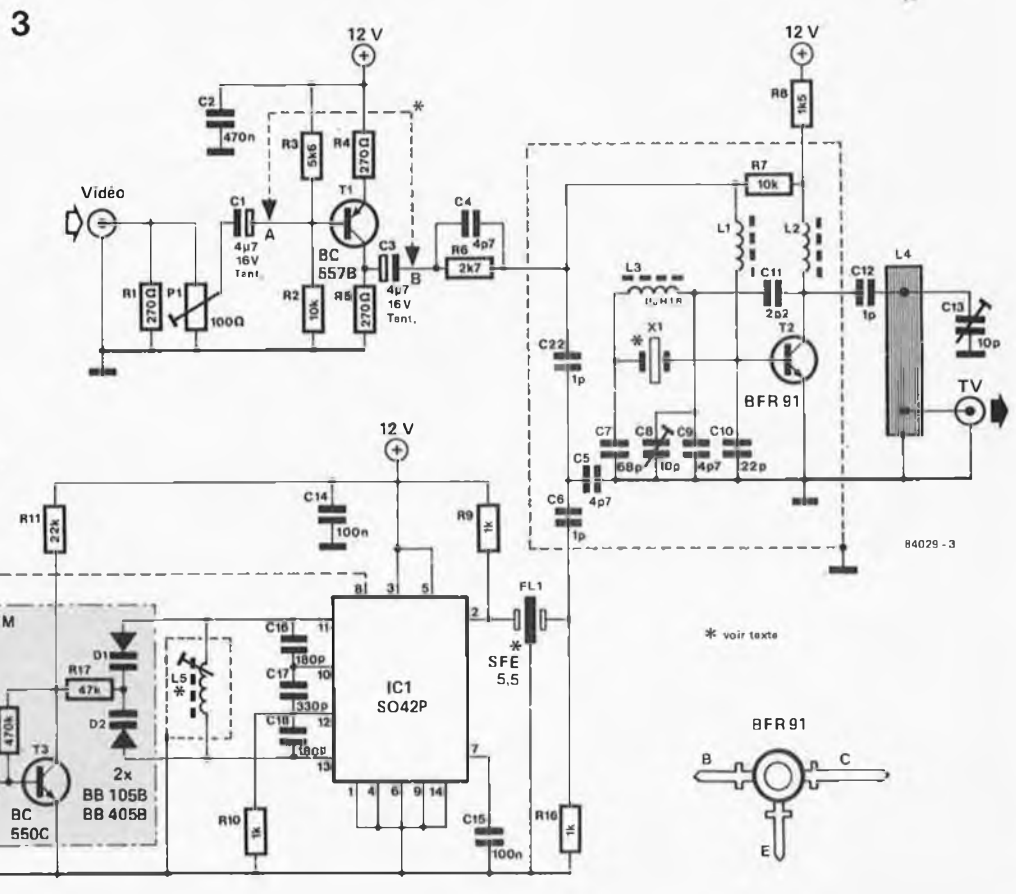 3
12 V
C2
470n
R3
5k6
R4
270Ω
*
T1
BC
557B
Vidéo
C1
4µ7
16V
Tant.
A
R1
270Ω
P1
100Ω
R2
10k
R5
270Ω
C3
4µ7
16V
Tant.
B
C4
4p7
R6
2k7
12 V
R8
1k5
R7
10k
L1
L2
L3
C11
2p2
X1
*
T2
BFR 91
C12
1p
L4
C13
10p
TV
C22
1p
C7
68p
C8
10p
C9
4p7
C10
22p
C5
4p7
C6
1p
84029 - 3
12 V
R11
22k
C14
100n
R9
1k
8
3
5
2
FL1
*
SFE
5,5
* voir texte
M
D1
R17
47k
D2
470k
T3
BC
550C
2x
BB 105B
BB 405B
L5
*
C16
180p
C17
330p
C18
180p
11
10
12
13
IC1
SO42P
7
1
4
6
9
14
R10
1k
C15
100n
R16
1k
BFR 91
B
C
E